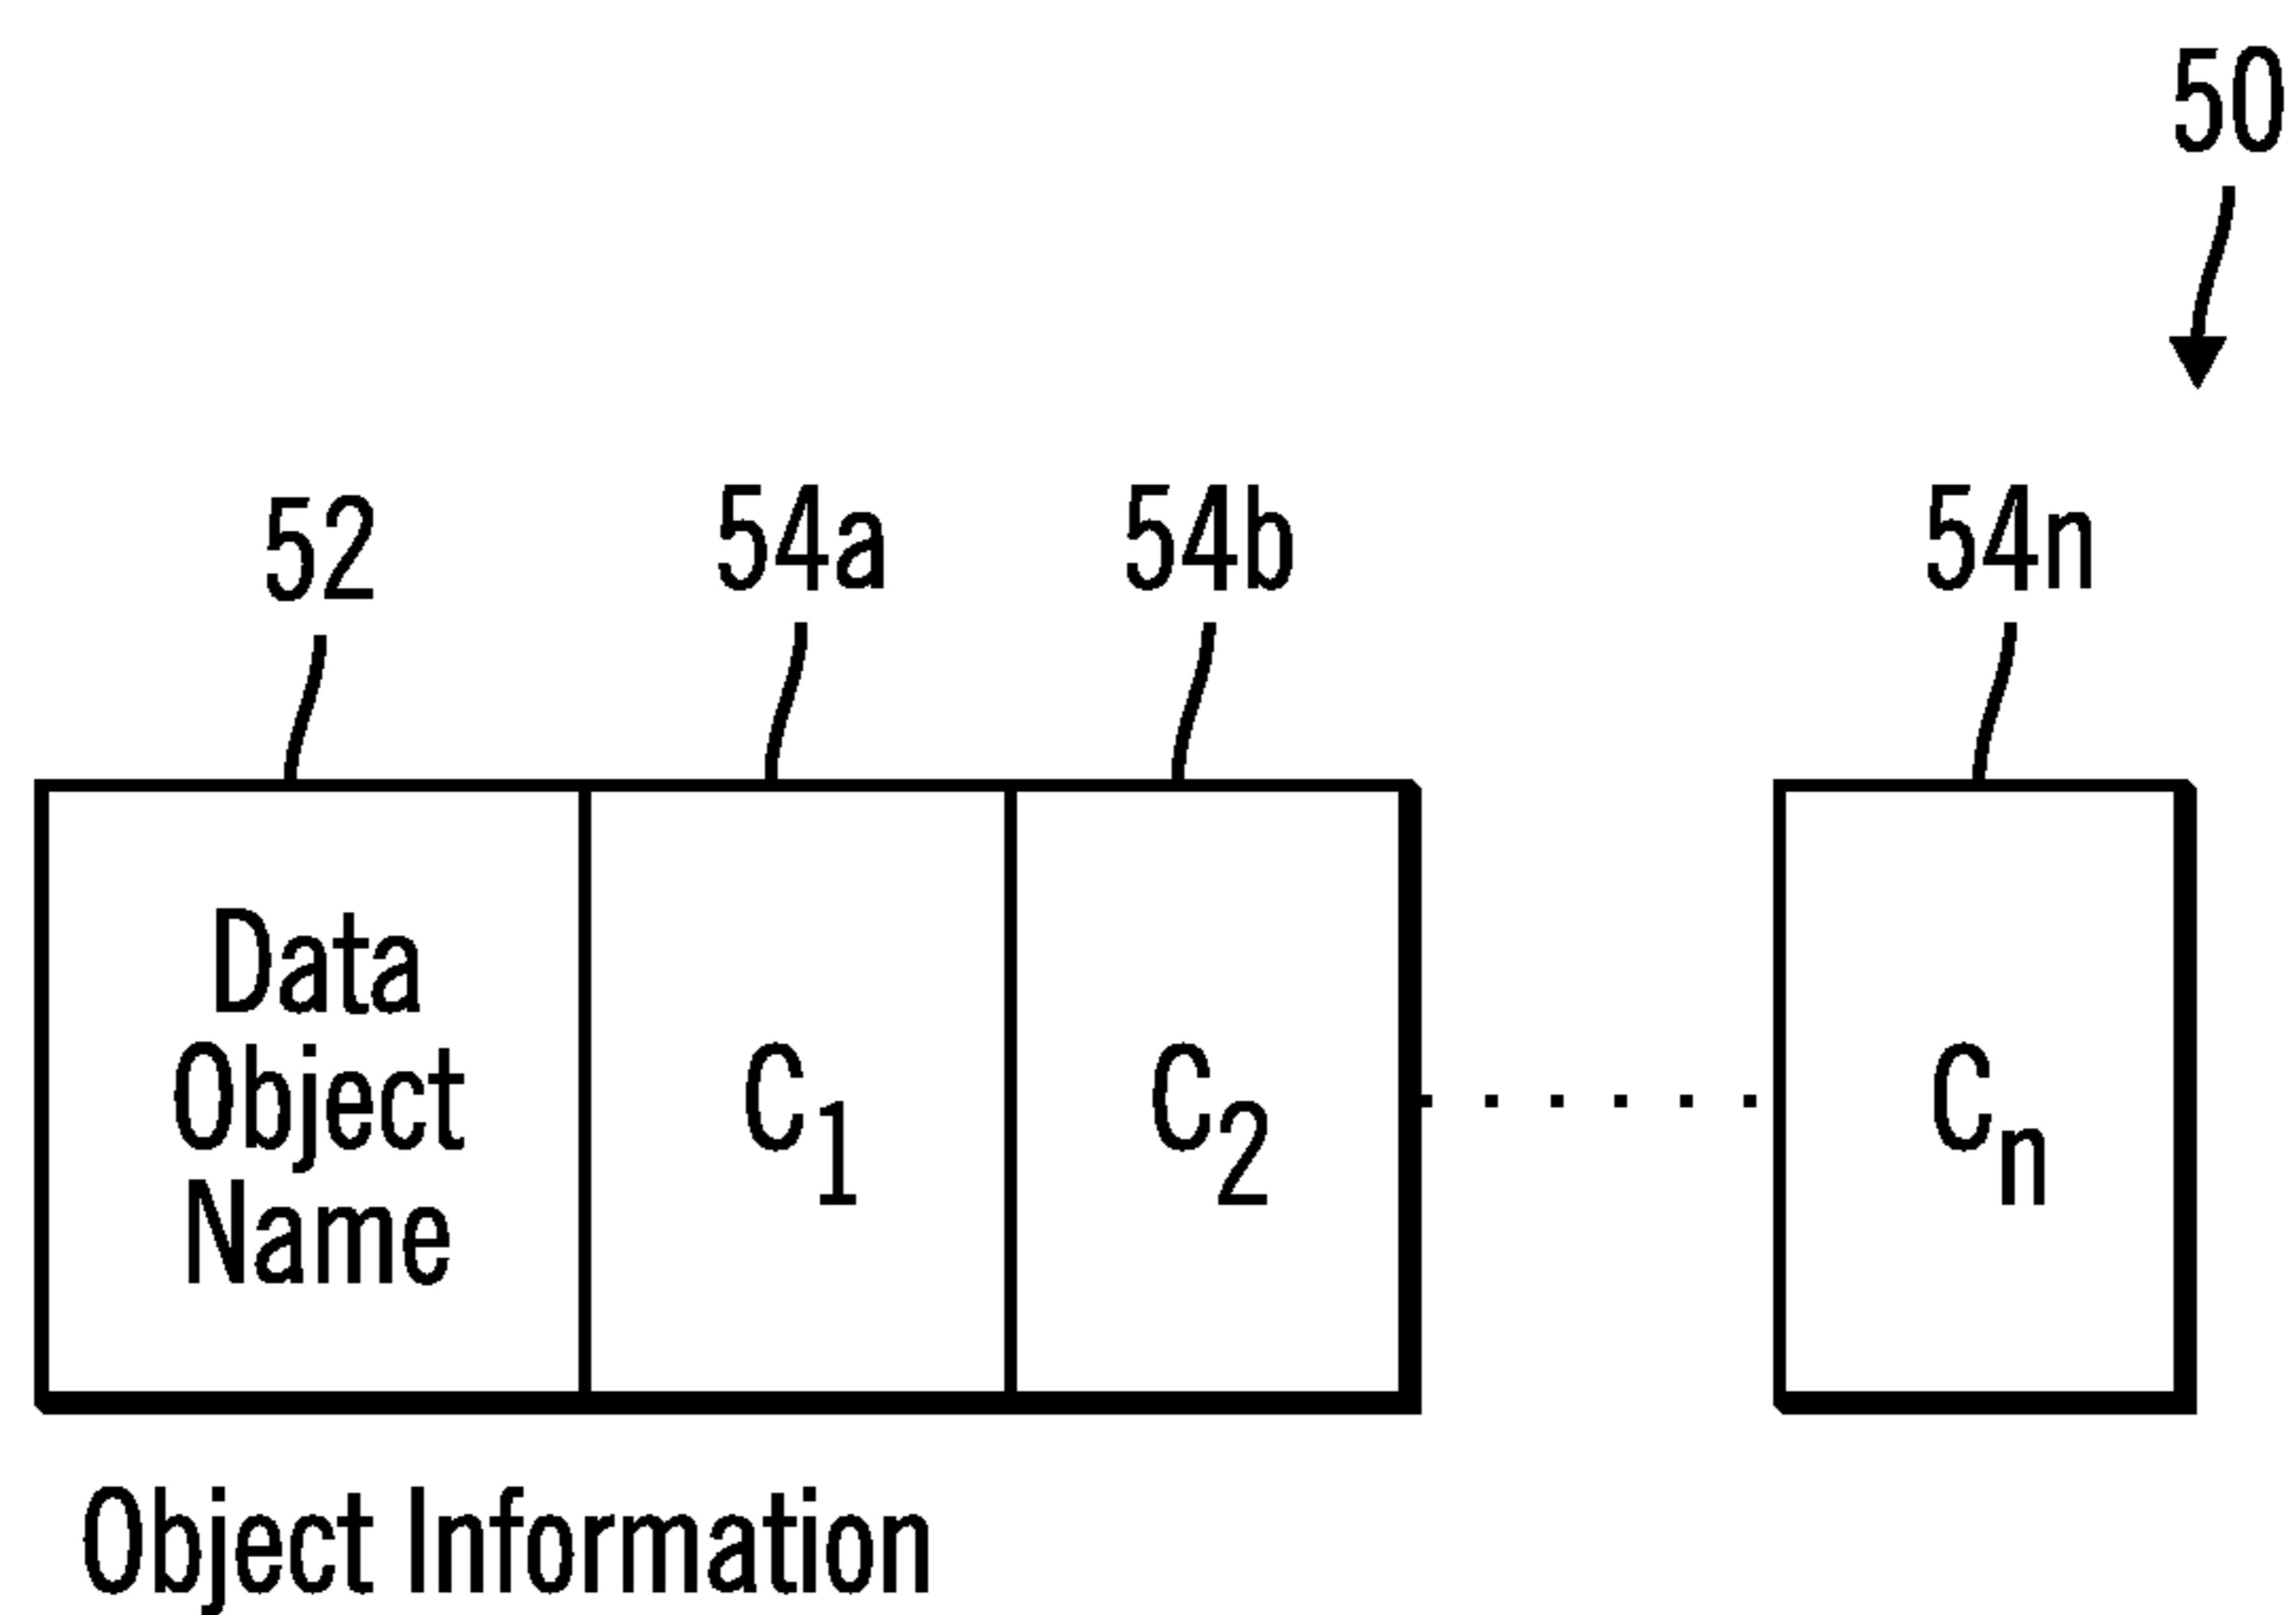 50
52 54a 54b 54n
Data
Object
Name
C1 C2 . . . . . . Cn
Object Information